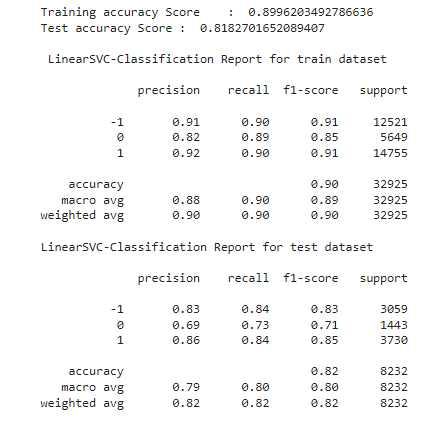 Training accuracy Score    :  0.8996203492786636
Test accuracy Score :  0.8182701652089407
LinearSVC-Classification Report for train dataset
precision    recall  f1-score   support
-1       0.91      0.90      0.91     12521
0       0.82      0.89      0.85      5649
1       0.92      0.90      0.91     14755
accuracy                           0.90     32925
macro avg       0.88      0.90      0.89     32925
weighted avg       0.90      0.90      0.90     32925
LinearSVC-Classification Report for test dataset
precision    recall  f1-score   support
-1       0.83      0.84      0.83      3059
0       0.69      0.73      0.71      1443
1       0.86      0.84      0.85      3730
accuracy                           0.82      8232
macro avg       0.79      0.80      0.80      8232
weighted avg       0.82      0.82      0.82      8232